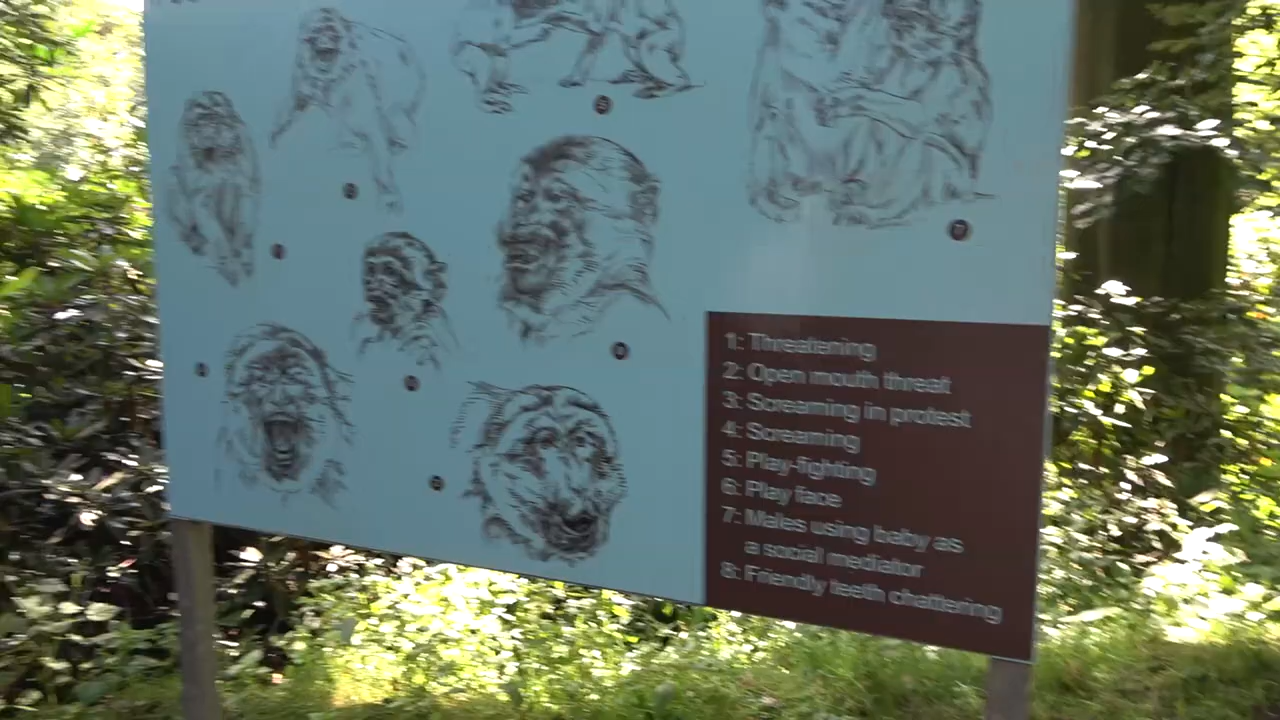 1: Threatening
2: Open mouth threat
3: Screaming in protest
4: Screaming
5: Play-fighting
6: Play face
7: Males using baby as
a social mediator
8: Friendly teeth chattering